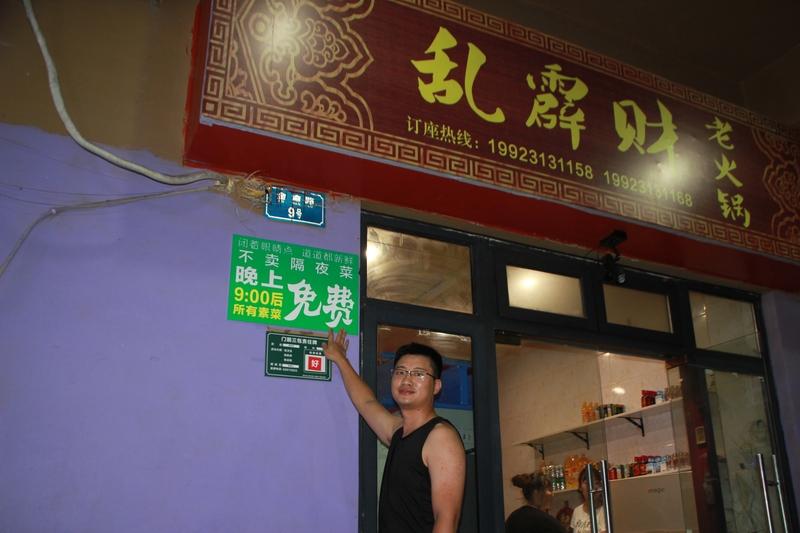 乱霹财
老火锅
订座热线：19923131158 19923131168
9号
闭着眼睛点 道道都新鲜
不卖隔夜菜
晚上
9:00后
所有素菜
免费
门前三包责任牌
好